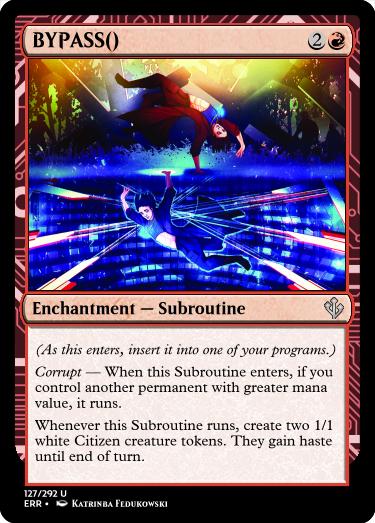 BYPASS() 2
Enchantment — Subroutine
(As this enters, insert it into one of your programs.)
Corrupt — When this Subroutine enters, if you
control another permanent with greater mana
value, it runs.
Whenever this Subroutine runs, create two 1/1
white Citizen creature tokens. They gain haste
until end of turn.
127/292 U
ERR • Katrinba Fedukowski